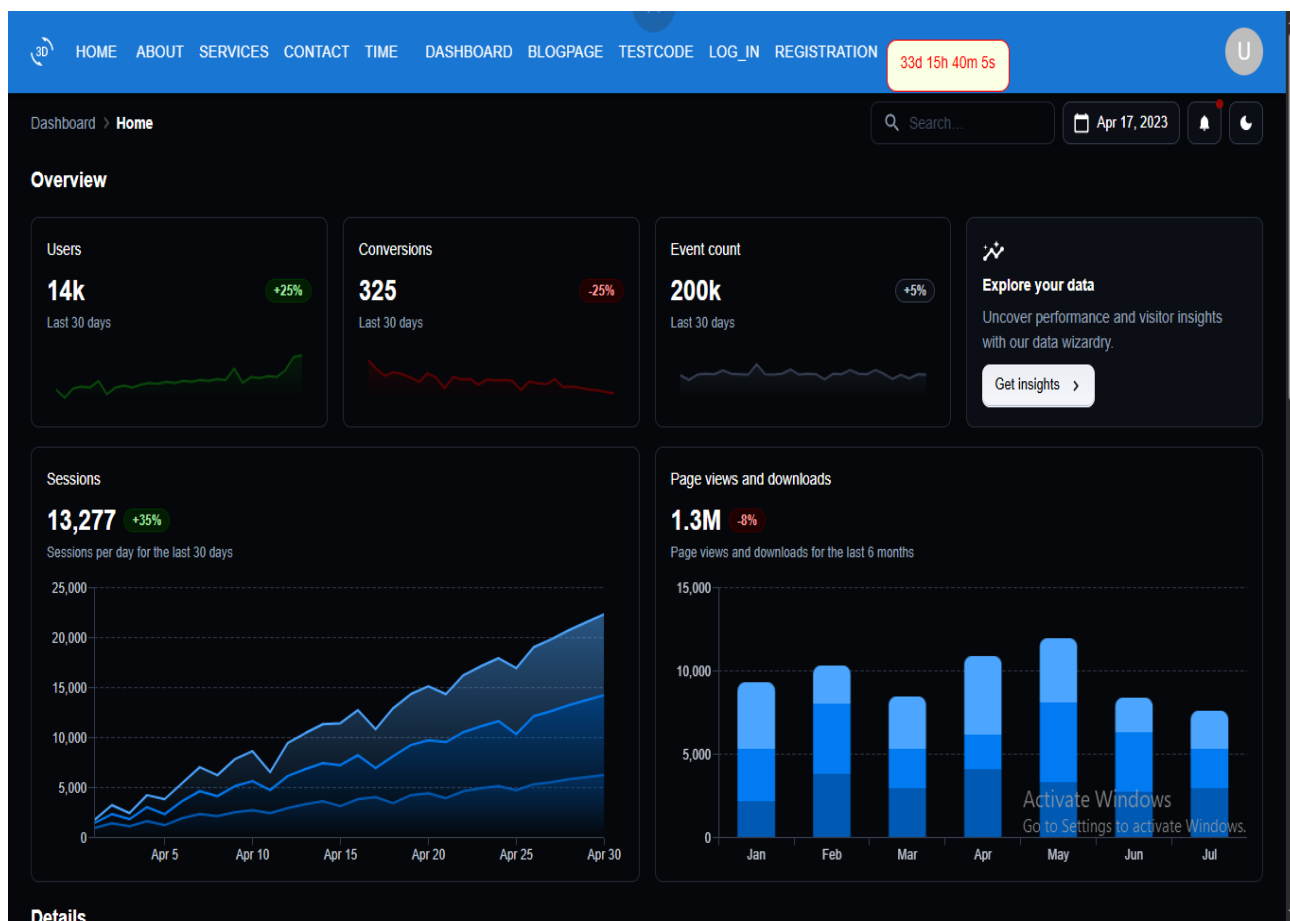 3D HOME ABOUT SERVICES CONTACT TIME DASHBOARD BLOGPAGE TESTCODE LOG_IN REGISTRATION 33d 15h 40m 5s U
Dashboard > Home Search... Apr 17, 2023
Overview
Users
14k +25%
Last 30 days
Conversions
325 -25%
Last 30 days
Event count
200k +5%
Last 30 days
Explore your data
Uncover performance and visitor insights
with our data wizardry.
Get insights
Sessions
13,277 +35%
Sessions per day for the last 30 days
25,000
20,000
15,000
10,000
5,000
0
Apr 5 Apr 10 Apr 15 Apr 20 Apr 25 Apr 30
Page views and downloads
1.3M -8%
Page views and downloads for the last 6 months
15,000
10,000
5,000
0
Jan Feb Mar Apr May Jun Jul
Activate Windows
Go to Settings to activate Windows.
Details